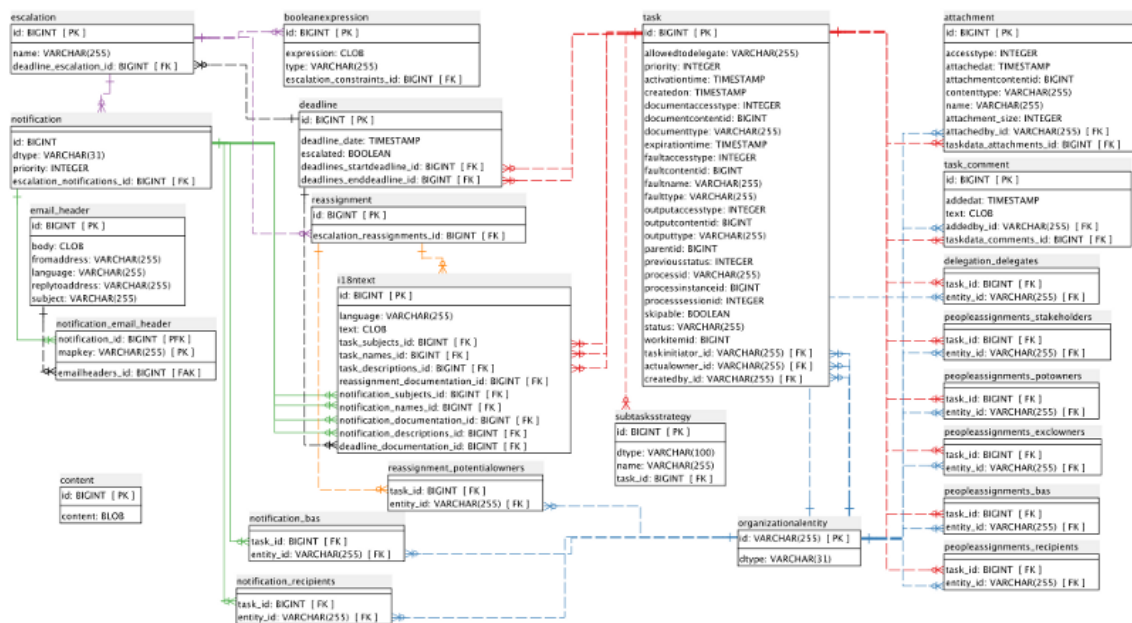 escalation
id: BIGINT [PK]
name: VARCHAR(255)
deadline_escalation_id: BIGINT [ FK ]
booleanexpression
id: BIGINT [PK]
expression: CLOB
type: VARCHAR(255)
escalation_constraints_id: BIGINT [ FK ]
notification
id: BIGINT
dtype: VARCHAR(31)
priority: INTEGER
escalation_notifications_id: BIGINT [FK]
deadline
id: BIGINT [PK]
deadline_date: TIMESTAMP
escalated: BOOLEAN
deadlines_startdeadline_id: BIGINT [ FK ]
deadlines_enddeadline_id: BIGINT [ FK ]
reassignment
id: BIGINT [PK]
escalation_reassignments_id: BIGINT [FK]
email_header
id: BIGINT [PK]
body: CLOB
fromaddress: VARCHAR(255)
language: VARCHAR(255)
replytoaddress: VARCHAR(255)
subject: VARCHAR(255)
notification_email_header
notification_id: BIGINT [PFK]
mapkey: VARCHAR(255) [PK]
emailheaders_id: BIGINT [FAK]
i18ntext
id: BIGINT [PK]
language: VARCHAR(255)
text: CLOB
task_subjects_id: BIGINT [ FK ]
task_names_id: BIGINT [ FK ]
task_descriptions_id: BIGINT [ FK ]
reassignment_documentation_id: BIGINT [ FK ]
notification_subjects_id: BIGINT [ FK ]
notification_names_id: BIGINT [ FK ]
notification_documentation_id: BIGINT [ FK ]
notification_descriptions_id: BIGINT [ FK ]
deadline_documentation_id: BIGINT [ FK ]
content
id: BIGINT [PK]
content: BLOB
reassignment_potentialowners
task_id: BIGINT [ FK ]
entity_id: VARCHAR(255) [ FK ]
notification_bas
task_id: BIGINT [ FK ]
entity_id: VARCHAR(255) [ FK ]
notification_recipients
task_id: BIGINT [ FK ]
entity_id: VARCHAR(255) [ FK ]
task
id: BIGINT [PK]
allowedtodelegate: VARCHAR(255)
priority: INTEGER
activationtime: TIMESTAMP
createdon: TIMESTAMP
documentaccesstype: INTEGER
documentcontentid: BIGINT
documenttype: VARCHAR(255)
expirationtime: TIMESTAMP
faultaccesstype: INTEGER
faultcontentid: BIGINT
faultname: VARCHAR(255)
faulttype: VARCHAR(255)
outputaccesstype: INTEGER
outputcontentid: BIGINT
outputtype: VARCHAR(255)
parentid: BIGINT
previousstatus: INTEGER
processid: VARCHAR(255)
processinstanceid: BIGINT
processsessionid: INTEGER
skipable: BOOLEAN
status: VARCHAR(255)
workitemid: BIGINT
taskinitiator_id: VARCHAR(255) [ FK ]
actualowner_id: VARCHAR(255) [ FK ]
createdby_id: VARCHAR(255) [ FK ]
subtasksstrategy
id: BIGINT [PK]
dtype: VARCHAR(100)
name: VARCHAR(255)
task_id: BIGINT [ FK ]
organizationalentity
id: VARCHAR(255) [PK]
dtype: VARCHAR(31)
attachment
id: BIGINT [PK]
accesstype: INTEGER
attachedat: TIMESTAMP
attachmentcontentid: BIGINT
contenttype: VARCHAR(255)
name: VARCHAR(255)
attachment_size: INTEGER
attachedby_id: VARCHAR(255) [ FK ]
taskdata_attachments_id: BIGINT [ FK ]
task_comment
id: BIGINT [PK]
addedat: TIMESTAMP
text: CLOB
addedby_id: VARCHAR(255) [ FK ]
taskdata_comments_id: BIGINT [ FK ]
delegation_delegates
task_id: BIGINT [ FK ]
entity_id: VARCHAR(255) [ FK ]
peopleassignments_stakeholders
task_id: BIGINT [ FK ]
entity_id: VARCHAR(255) [ FK ]
peopleassignments_potowners
task_id: BIGINT [ FK ]
entity_id: VARCHAR(255) [ FK ]
peopleassignments_exclowners
task_id: BIGINT [ FK ]
entity_id: VARCHAR(255) [ FK ]
peopleassignments_bas
task_id: BIGINT [ FK ]
entity_id: VARCHAR(255) [ FK ]
peopleassignments_recipients
task_id: BIGINT [ FK ]
entity_id: VARCHAR(255) [ FK ]